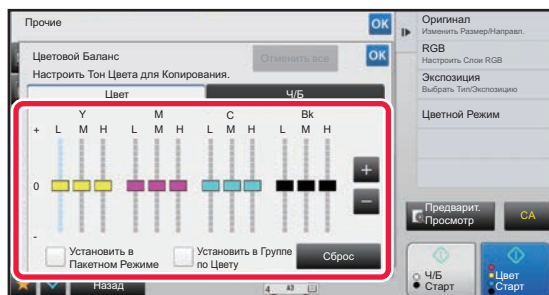 Прочие
OK
Цветовой Баланс
Отменить все
OK
Настроить Тон Цвета для Копирования.
Цвет
Ч/Б
Y M C Bk
+ L M H L M H L M H L M H
0
-
+
−
Установить в Пакетном Режиме
Установить в Группе по Цвету
Сброс
Назад
4 A3
Оригинал
Изменить Размер/Направл.
RGB
Настроить Слои RGB
Экспозиция
Выбрать Тип/Экспозицию
Цветной Режим
Предварит.
Просмотр
CA
Ч/Б
Старт
Цвет
Старт